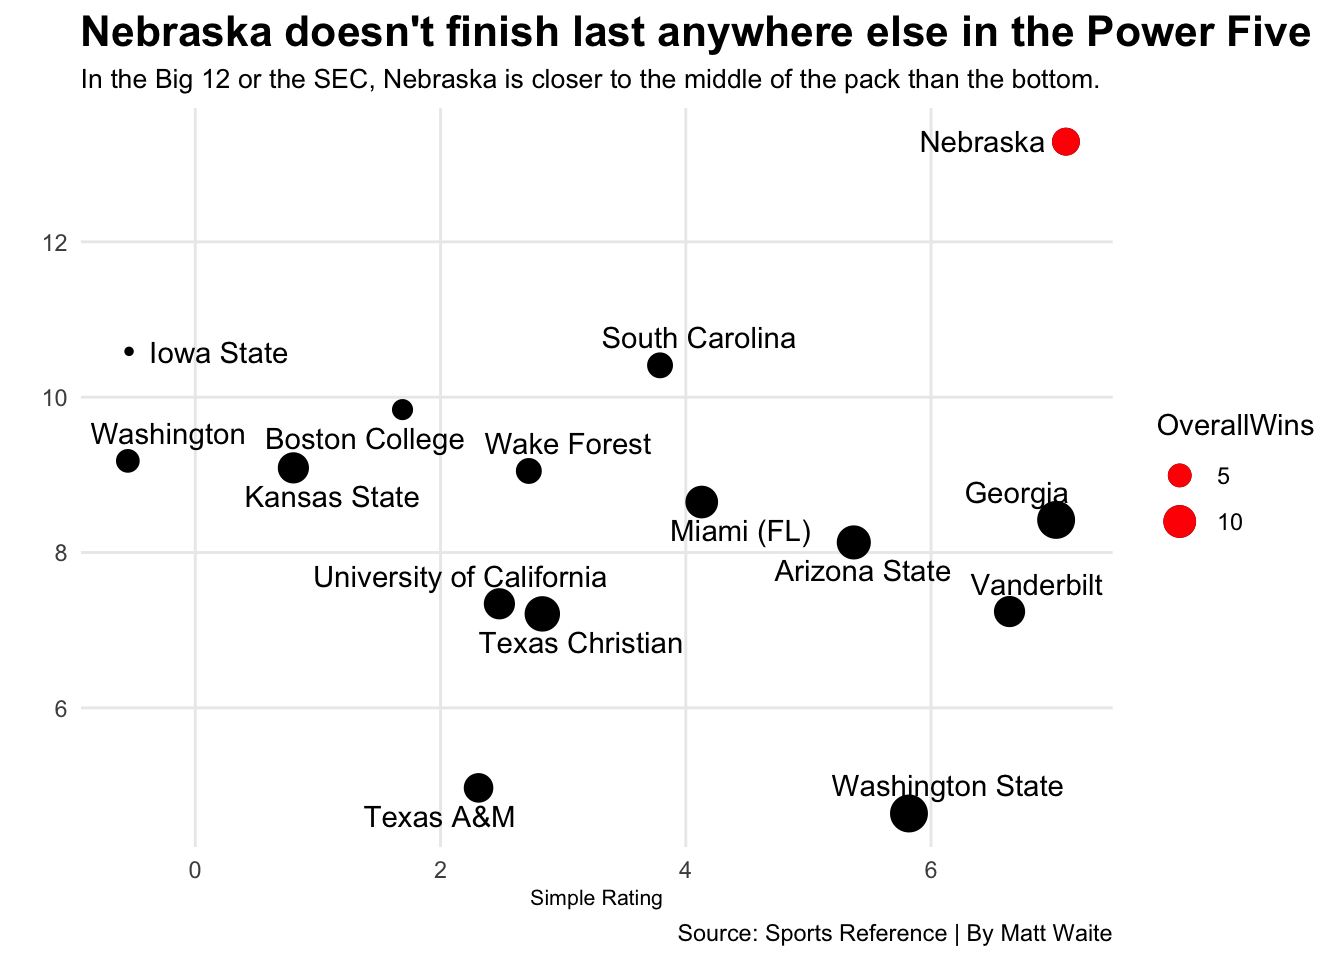 Nebraska doesn't finish last anywhere else in the Power Five
In the Big 12 or the SEC, Nebraska is closer to the middle of the pack than the bottom.
Nebraska
12
South Carolina
Iowa State
10
Washington
Boston College
Wake Forest
OverallWins
Kansas State
5
Georgia
Miami (FL)
10
8
Arizona State
University of California
Vanderbilt
Texas Christian
6
Washington State
Texas A&M
0 2 4 6
Simple Rating
Source: Sports Reference | By Matt Waite